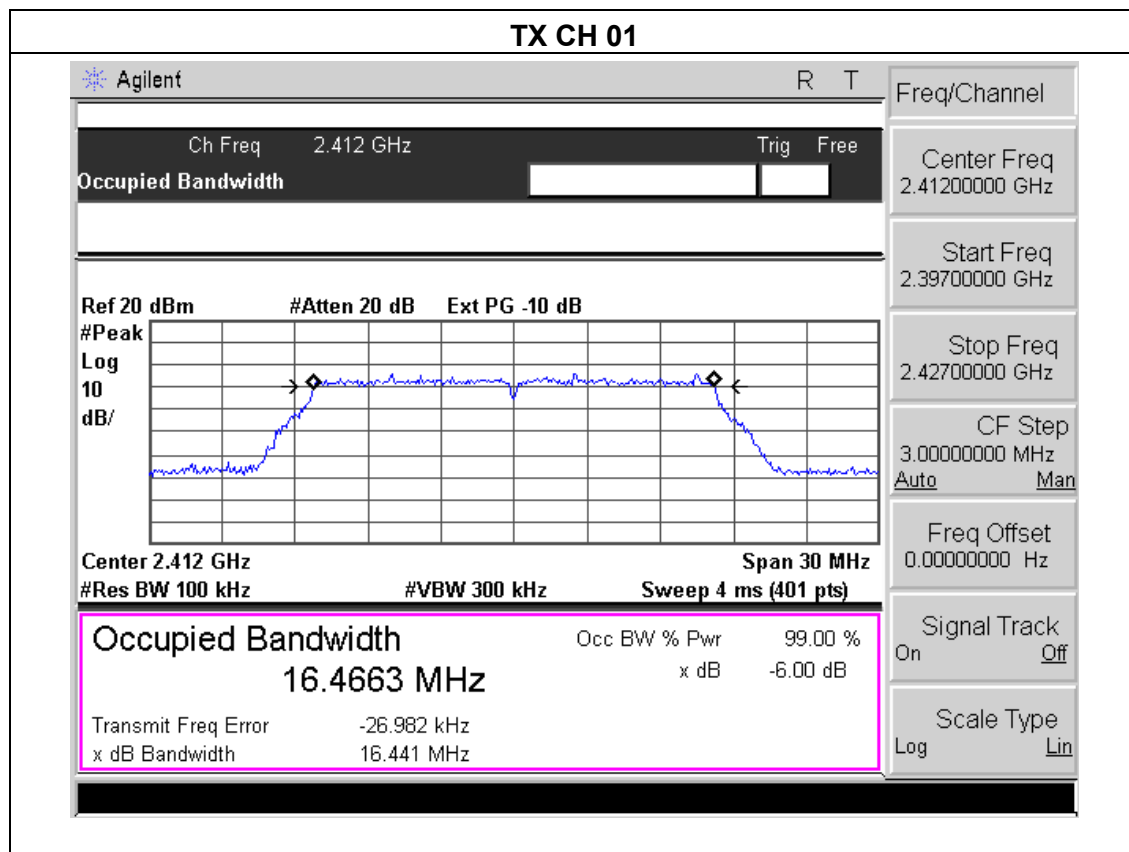 TX CH 01
Agilent R T
Freq/Channel
Ch Freq 2.412 GHz Trig Free
Occupied Bandwidth
Center Freq
2.41200000 GHz
Start Freq
2.39700000 GHz
Ref 20 dBm #Atten 20 dB Ext PG -10 dB
#Peak
Log
10
dB/
Stop Freq
2.42700000 GHz
CF Step
3.00000000 MHz
Auto Man
Freq Offset
0.00000000 Hz
Center 2.412 GHz Span 30 MHz
#Res BW 100 kHz #VBW 300 kHz Sweep 4 ms (401 pts)
Occupied Bandwidth Occ BW % Pwr 99.00 %
16.4663 MHz x dB -6.00 dB
Transmit Freq Error -26.982 kHz
x dB Bandwidth 16.441 MHz
Signal Track
On Off
Scale Type
Log Lin